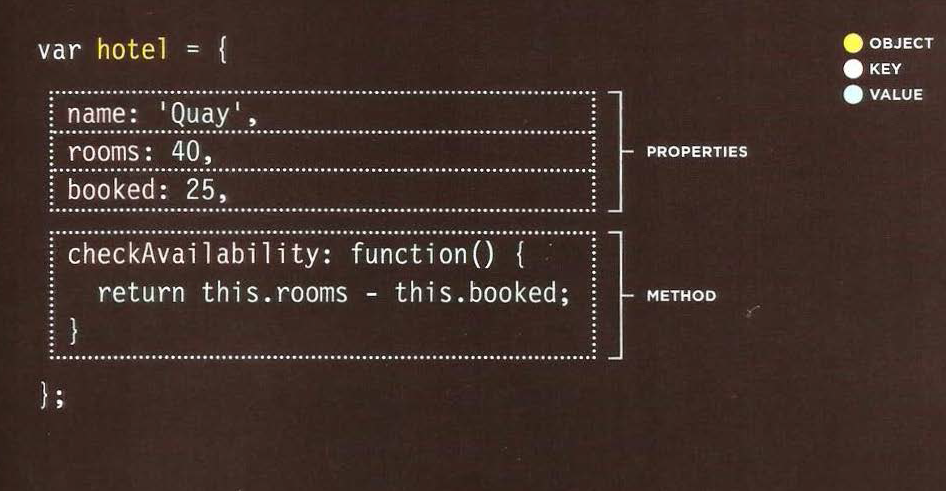 var hotel = {
OBJECT
KEY
VALUE
name: 'Quay',
rooms: 40,
booked: 25,
PROPERTIES
checkAvailability: function() {
return this.rooms - this.booked;
}
METHOD
};